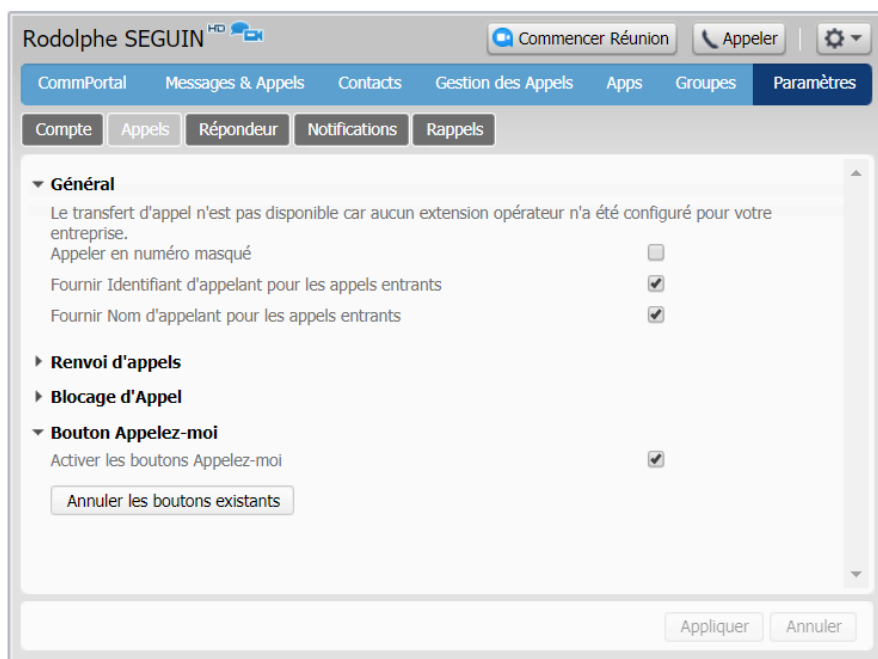 Rodolphe SEGUIN HD Commencer Réunion Appeler
CommPortal Messages & Appels Contacts Gestion des Appels Apps Groupes Paramètres
Compte Appels Répondeur Notifications Rappels
Général
Le transfert d'appel n'est pas disponible car aucun extension opérateur n'a été configuré pour votre
entreprise.
Appeler en numéro masqué
Fournir Identifiant d'appelant pour les appels entrants
Fournir Nom d'appelant pour les appels entrants
Renvoi d'appels
Blocage d'Appel
Bouton Appelez-moi
Activer les boutons Appelez-moi
Annuler les boutons existants
Appliquer Annuler